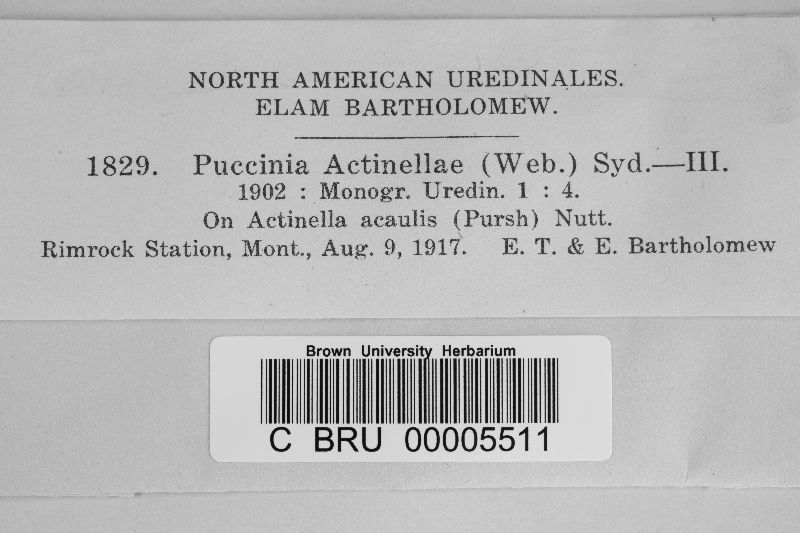 NORTH AMERICAN UREDINALES.
ELAM BARTHOLOMEW.
1829. Puccinia Actinellae (Web.) Syd.—III.
1902 : Monogr. Uredin. 1 : 4.
On Actinella acaulis (Pursh) Nutt.
Rimrock Station, Mont., Aug. 9, 1917. E. T. & E. Bartholomew
Brown University Herbarium
C BRU 00005511